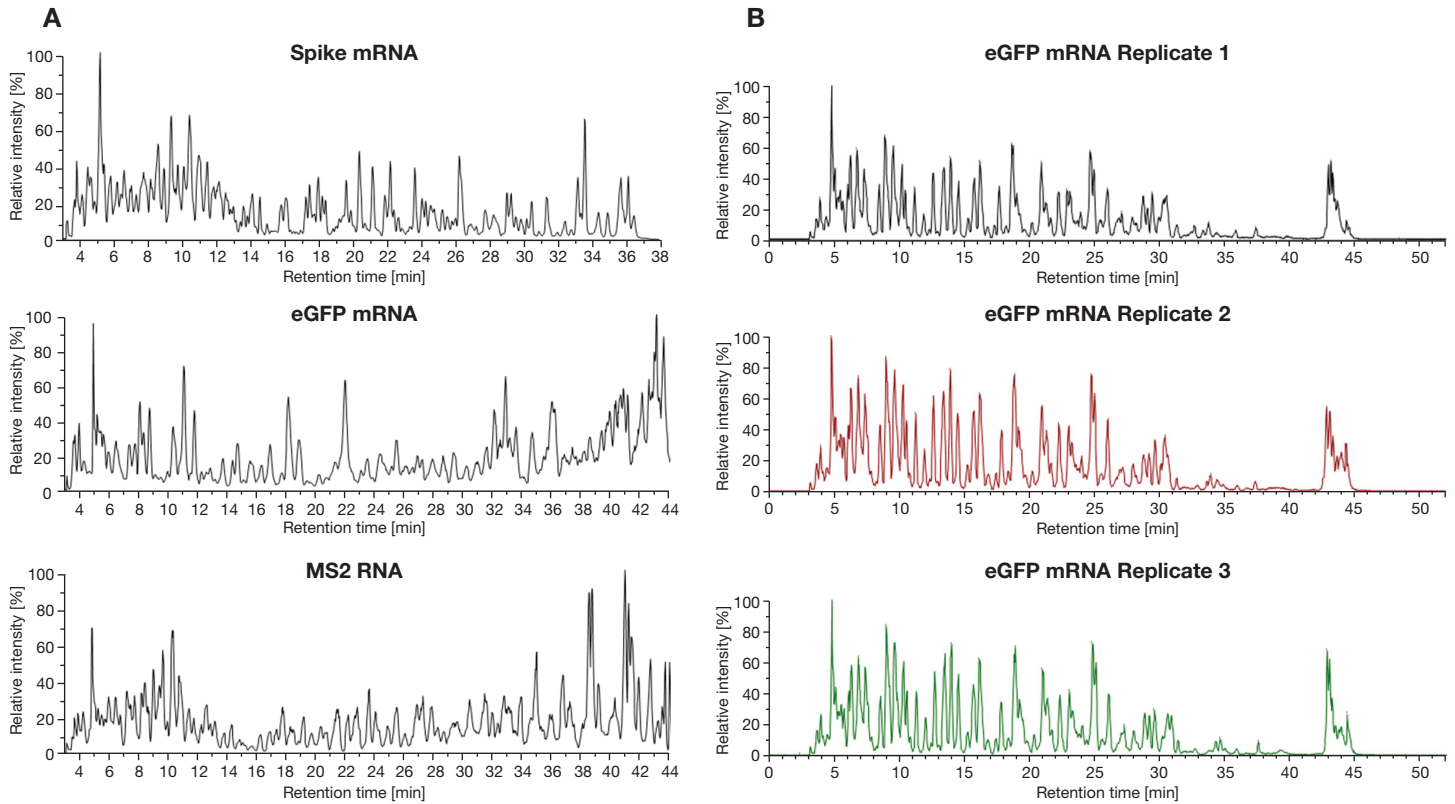 A
Spike mRNA
Relative intensity [%]
100
80
60
40
20
0
4 6 8 10 12 14 16 18 20 22 24 26 28 30 32 34 36 38
Retention time [min]
eGFP mRNA
Relative intensity [%]
100
80
60
40
20
0
4 6 8 10 12 14 16 18 20 22 24 26 28 30 32 34 36 38 40 42 44
Retention time [min]
MS2 RNA
Relative intensity [%]
100
80
60
40
20
0
4 6 8 10 12 14 16 18 20 22 24 26 28 30 32 34 36 38 40 42 44
Retention time [min]
B
eGFP mRNA Replicate 1
Relative intensity [%]
100
80
60
40
20
0
0 5 10 15 20 25 30 35 40 45 50
Retention time [min]
eGFP mRNA Replicate 2
Relative intensity [%]
100
80
60
40
20
0
0 5 10 15 20 25 30 35 40 45 50
Retention time [min]
eGFP mRNA Replicate 3
Relative intensity [%]
100
80
60
40
20
0
0 5 10 15 20 25 30 35 40 45 50
Retention time [min]